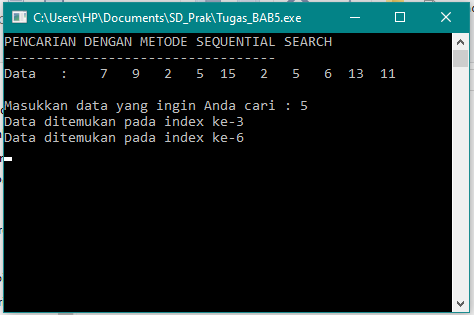 C:\Users\HP\Documents\SD_Prak\Tugas_BAB5.exe
PENCARIAN DENGAN METODE SEQUENTIAL SEARCH
---------------------------------
Data   :    7   9   2   5  15   2   5   6  13  11
Masukkan data yang ingin Anda cari : 5
Data ditemukan pada index ke-3
Data ditemukan pada index ke-6